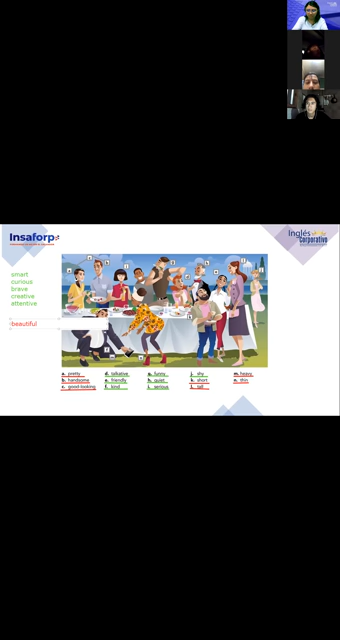 Insaforp
Inglés
Corporativo
smart
curious
brave
creative
attentive
beautiful
a. pretty
b. handsome
c. good-looking
d. talkative
e. friendly
f. kind
g. funny
h. quiet
i. serious
j. shy
k. short
l. tall
m. heavy
n. thin